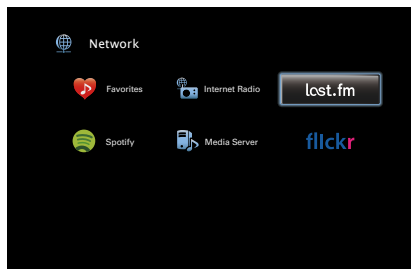 Network
Favorites
Internet Radio
last.fm
Spotify
Media Server
flickr